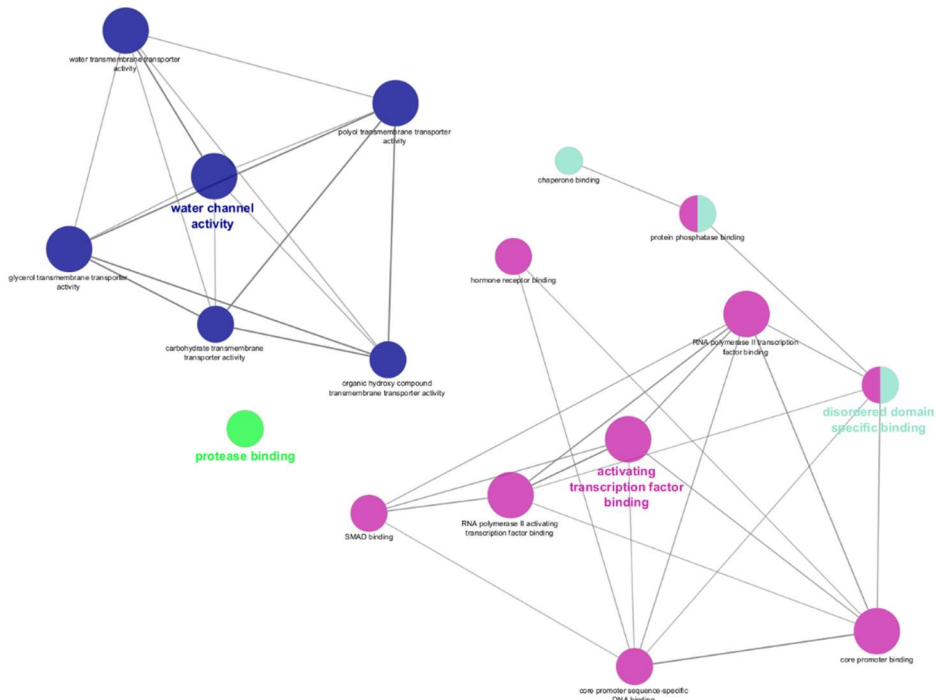 water transmembrane transporter
activity
polyol transmembrane transporter
activity
chaperone binding
water channel
activity
protein phosphatase binding
glycerol transmembrane transporter
activity
hormone receptor binding
RNA polymerase II transcription
factor binding
carbohydrate transmembrane
transporter activity
organic hydroxy compound
transmembrane transporter activity
disordered domain
specific binding
protease binding
activating
transcription factor
binding
RNA polymerase II activating
transcription factor binding
SMAD binding
core promoter binding
core promoter sequence-specific
DNA binding